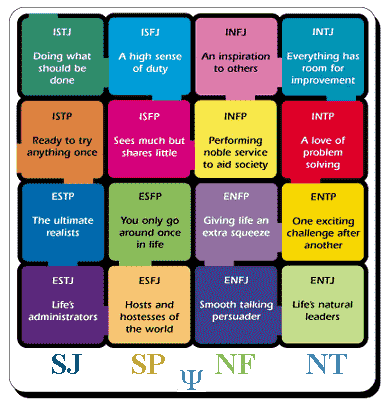 ISTJ
Doing what
should be
done
ISFJ
A high sense
of duty
INFJ
An inspiration
to others
INTJ
Everything has
room for
improvement
ISTP
Ready to try
anything once
ISFP
Sees much but
shares little
INFP
Performing
noble service
to aid society
INTP
A love of
problem
solving
ESTP
The ultimate
realists
ESFP
You only go
around once
in life
ENFP
Giving life an
extra squeeze
ENTP
One exciting
challenge after
another
ESTJ
Life's
administrators
ESFJ
Hosts and
hostesses of
the world
ENFJ
Smooth talking
persuader
ENTJ
Life's natural
leaders
SJ SP NF NT
Ψ